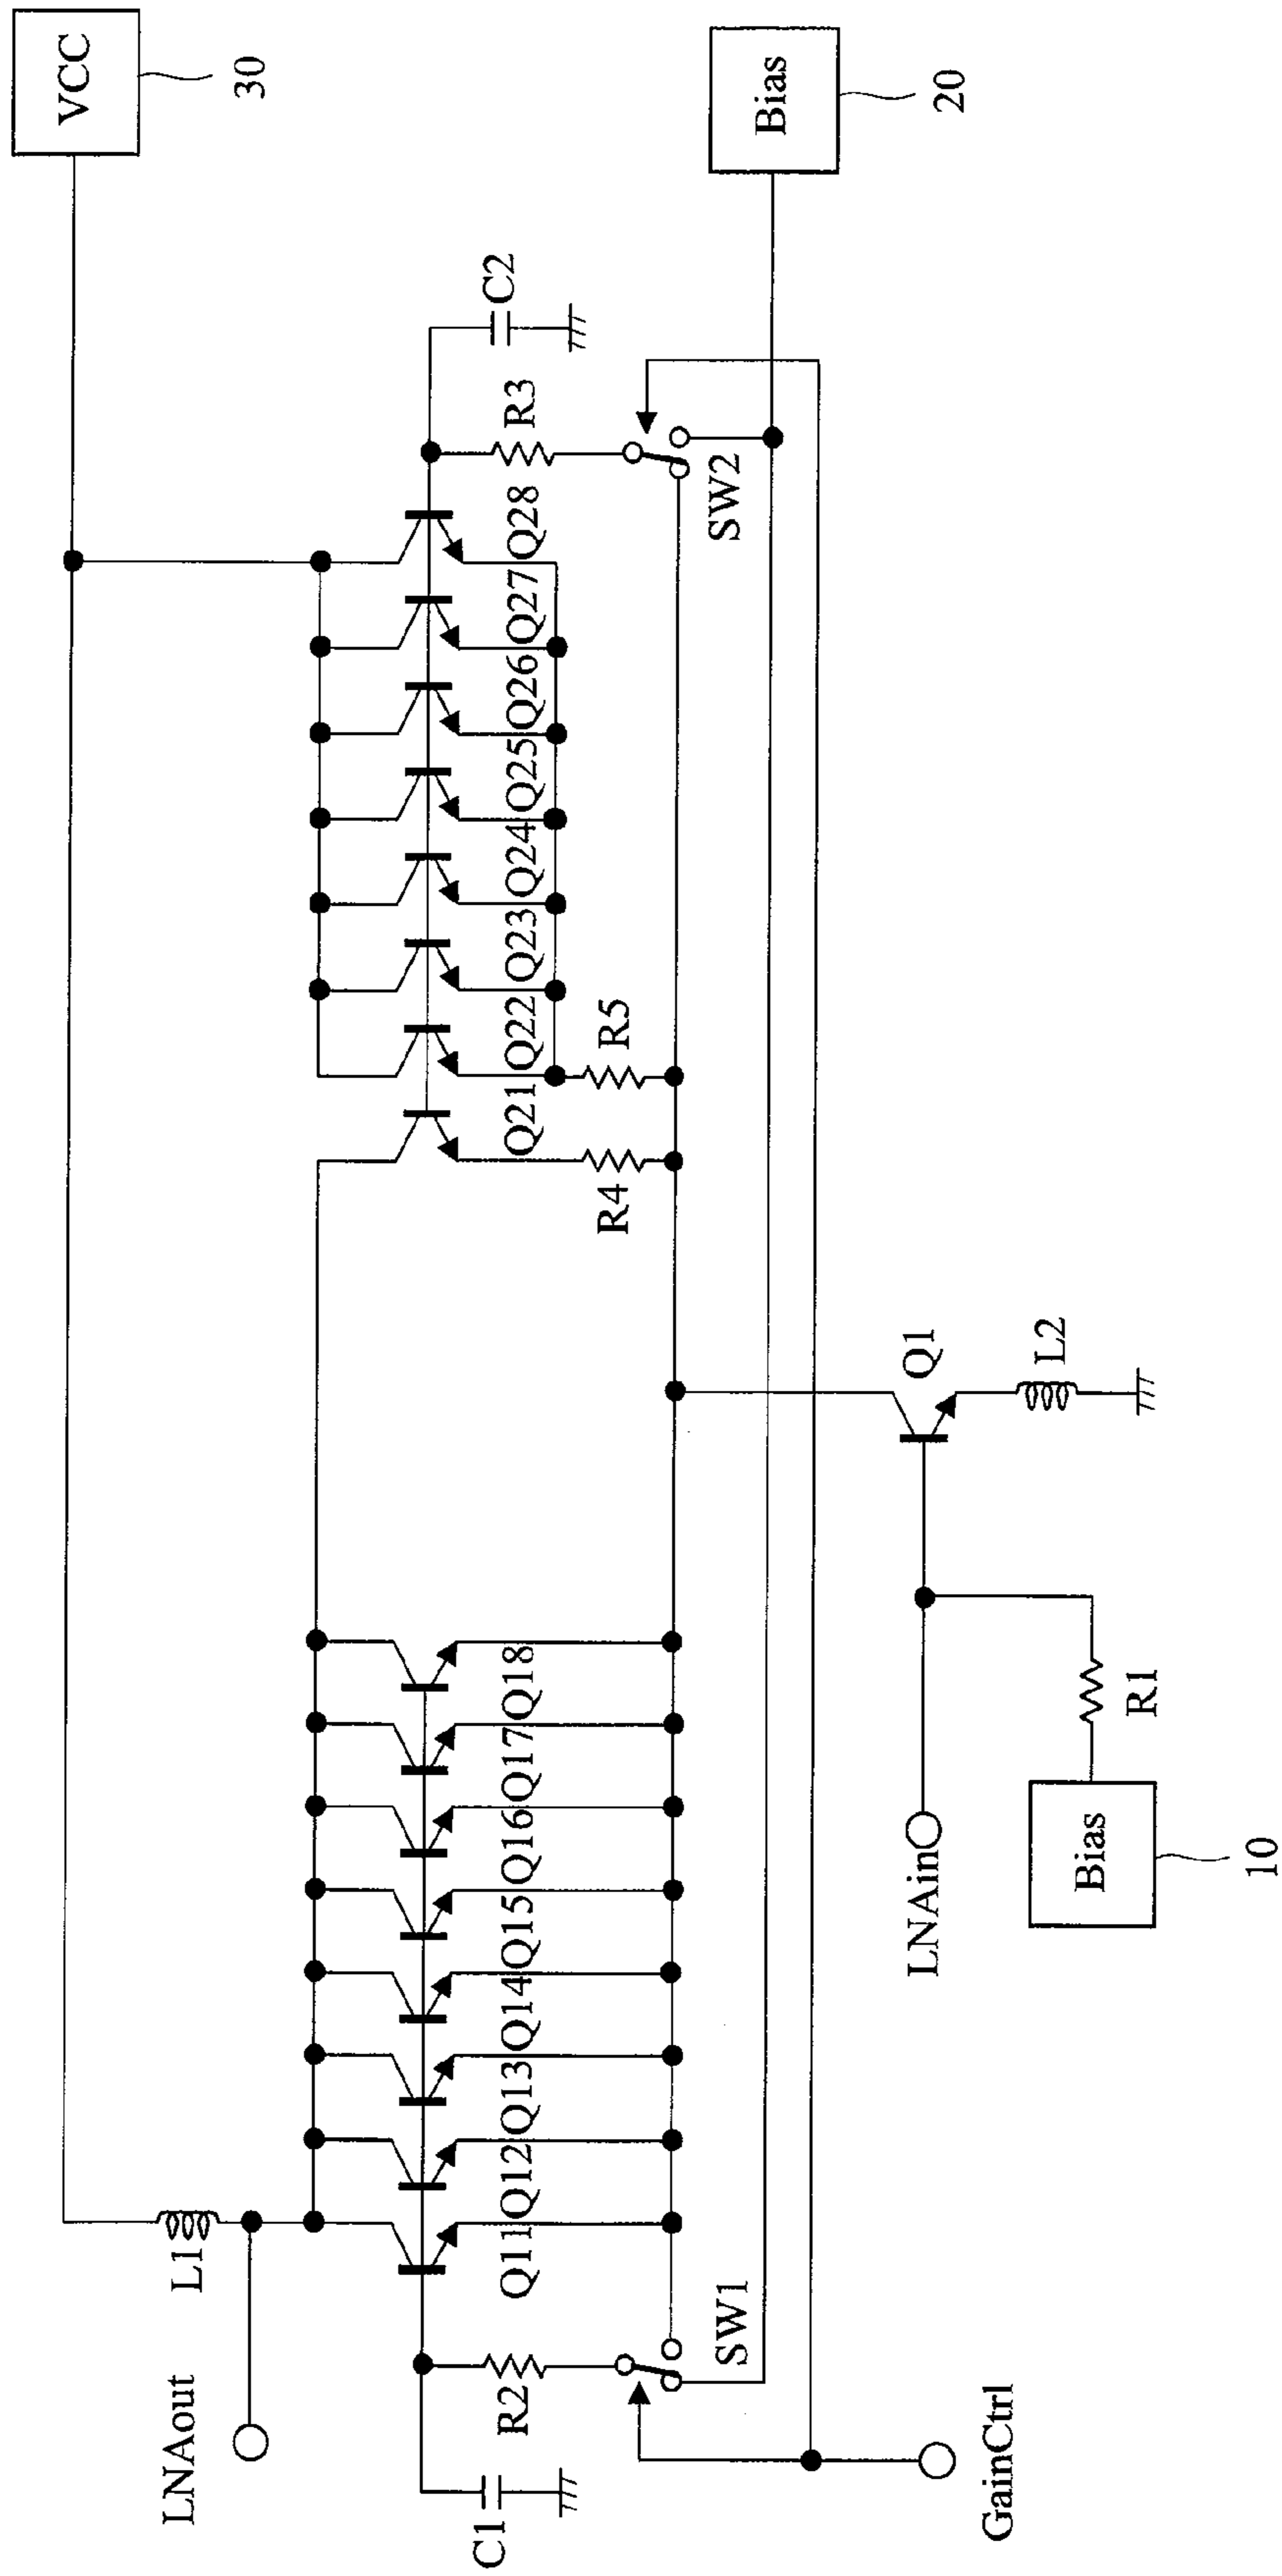 VCC
30
LNAout
L1
C2
C1
R2
R3
Q11
Q12
Q13
Q14
Q15
Q16
Q17
Q18
Q21
Q22
Q23
Q24
Q25
Q26
Q27
Q28
R4
R5
SW1
SW2
Bias
20
GainCtrl
LNAin
Q1
L2
R1
Bias
10